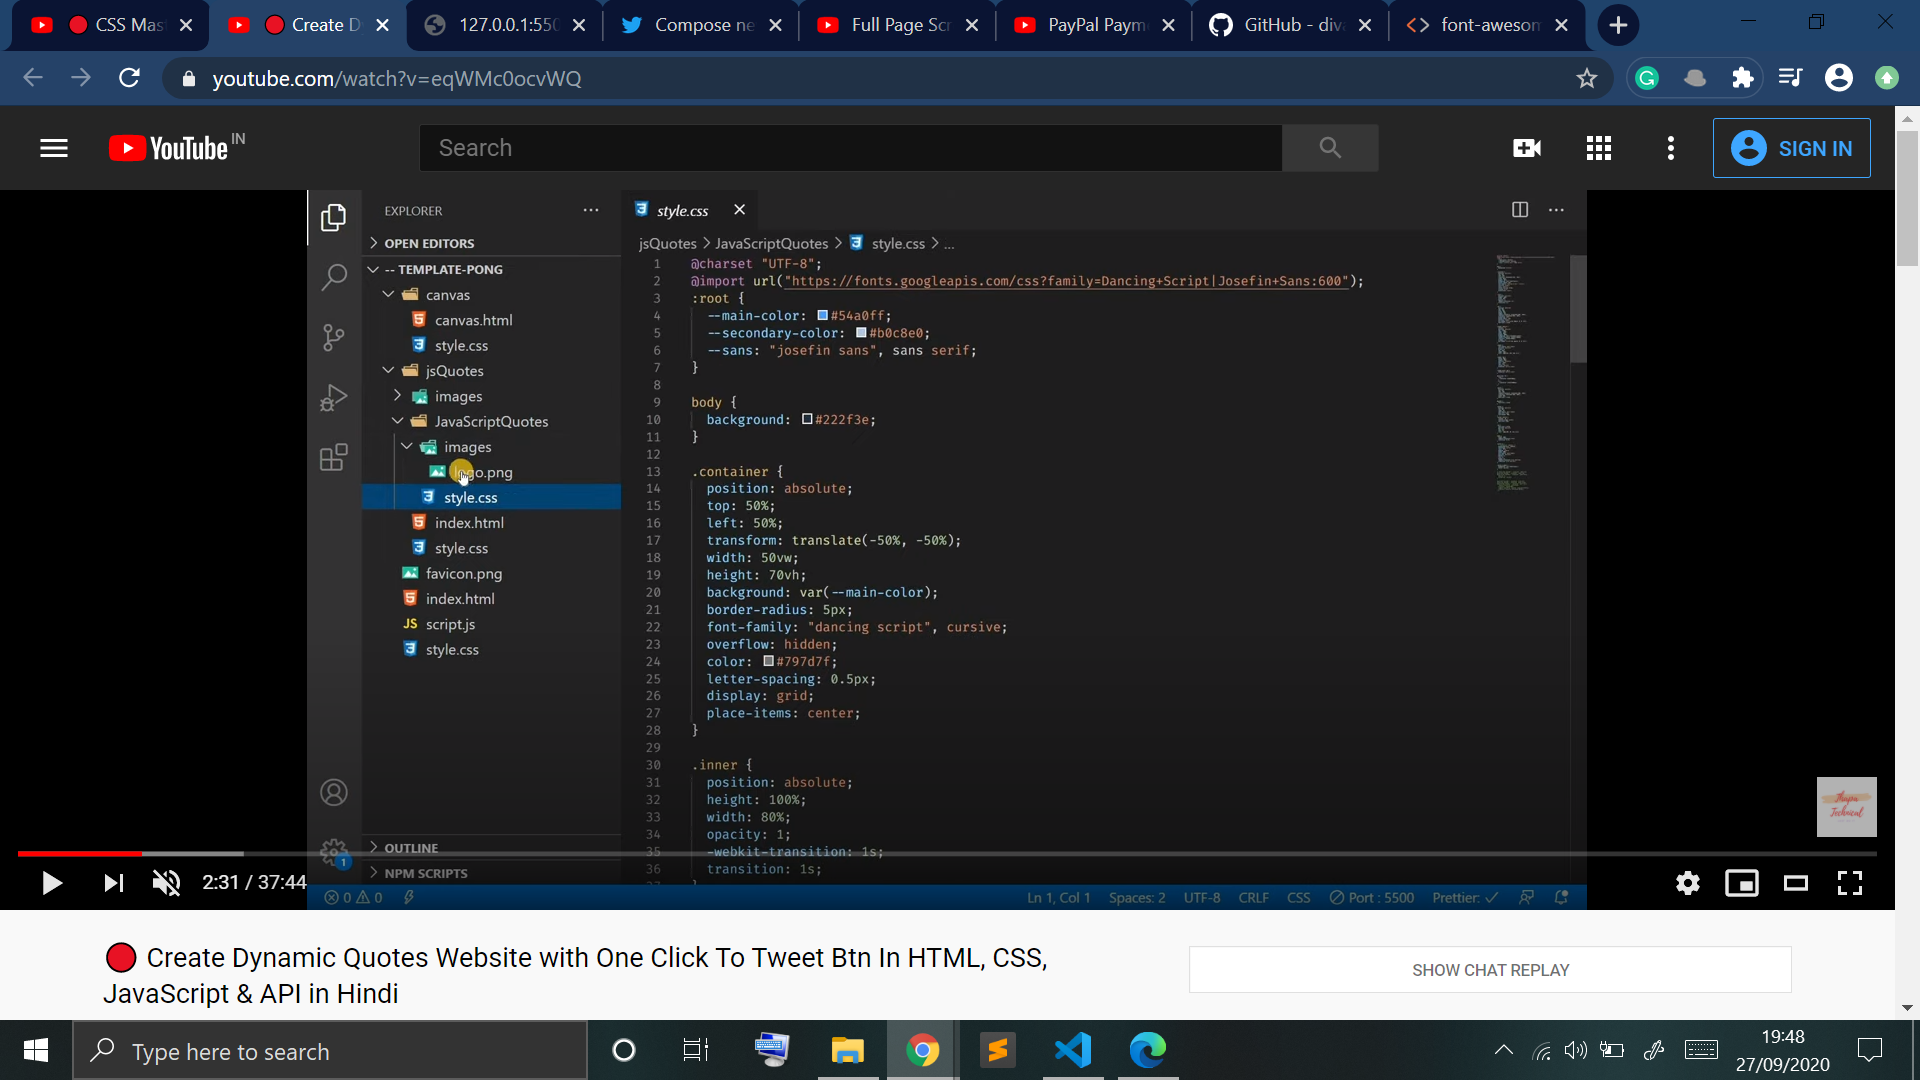 CSS Mas
Create D
127.0.0.1:550
Compose ne
Full Page Scr
PayPal Paym
GitHub - div
font-awesom
youtube.com/watch?v=eqWMc0ocvWQ
YouTube IN
Search
SIGN IN
EXPLORER
OPEN EDITORS
-- TEMPLATE-PONG
canvas
canvas.html
style.css
jsQuotes
images
JavaScriptQuotes
images
logo.png
style.css
index.html
style.css
favicon.png
index.html
JS script.js
style.css
OUTLINE
NPM SCRIPTS
style.css
jsQuotes > JavaScriptQuotes > style.css > ...
1 @charset "UTF-8";
2 @import url("https://fonts.googleapis.com/css?family=Dancing+Script|Josefin+Sans:600");
3 :root {
4 --main-color: #54a0ff;
5 --secondary-color: #b0c8e0;
6 --sans: "josefin sans", sans serif;
7 }
8
9 body {
10 background: #222f3e;
11 }
12
13 .container {
14 position: absolute;
15 top: 50%;
16 left: 50%;
17 transform: translate(-50%, -50%);
18 width: 50vw;
19 height: 70vh;
20 background: var(--main-color);
21 border-radius: 5px;
22 font-family: "dancing script", cursive;
23 overflow: hidden;
24 color: #797d7f;
25 letter-spacing: 0.5px;
26 display: grid;
27 place-items: center;
28 }
29
30 .inner {
31 position: absolute;
32 height: 100%;
33 width: 80%;
34 opacity: 1;
35 -webkit-transition: 1s;
36 transition: 1s;
Thapa
Technical
1
2:31 / 37:44
0 0
Ln 1, Col 1 Spaces: 2 UTF-8 CRLF CSS Port : 5500 Prettier: ✓
Create Dynamic Quotes Website with One Click To Tweet Btn In HTML, CSS,
JavaScript & API in Hindi
SHOW CHAT REPLAY
Type here to search
19:48
27/09/2020